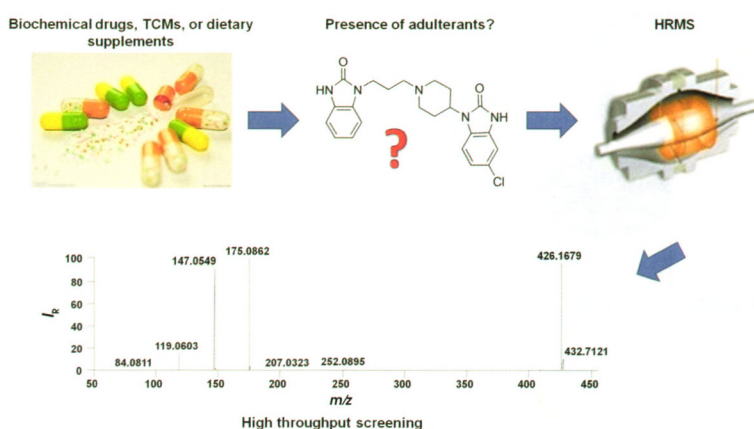 Biochemical drugs, TCMs, or dietary
supplements
Presence of adulterants?
HRMS
O
HN
N
N
O
N
NH
?
Cl
175.0862
147.0549
426.1679
100
80
60
40
20
0
I_R
119.0603
84.0811
207.0323
252.0895
432.7121
50
100
150
200
250
300
350
400
450
m/z
High throughput screening